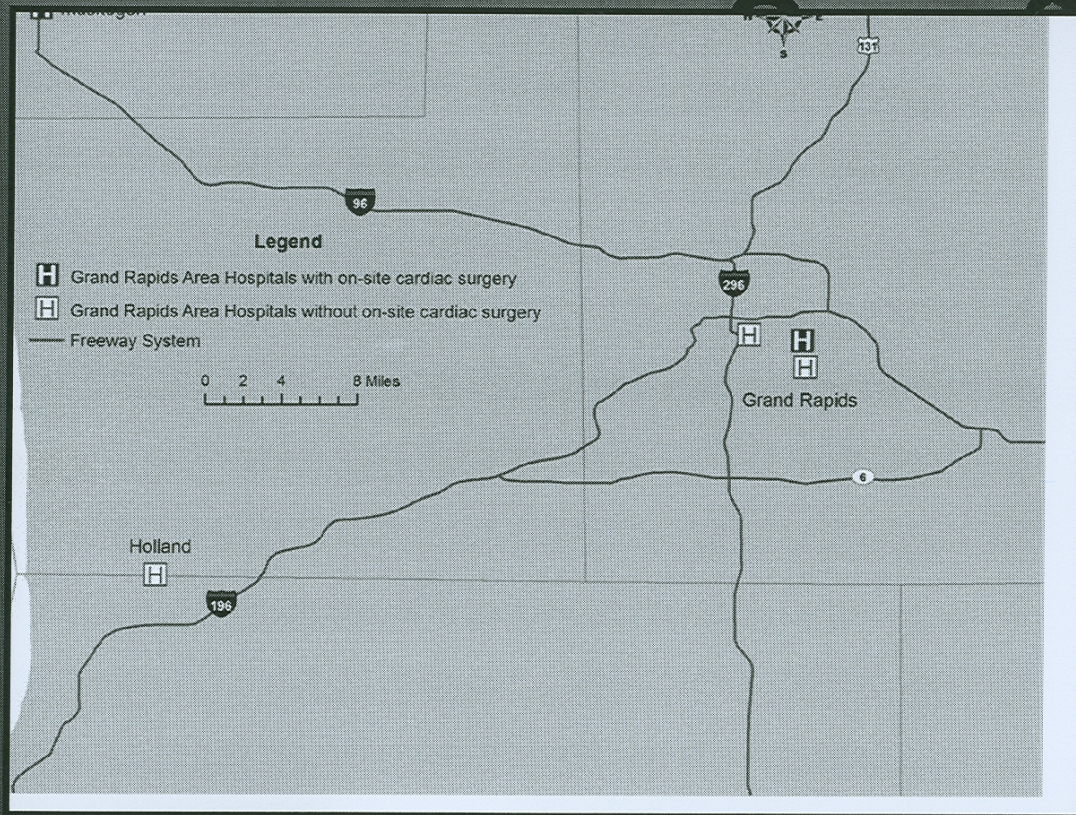 Muskegon
E
S
131
96
Legend
H Grand Rapids Area Hospitals with on-site cardiac surgery
H Grand Rapids Area Hospitals without on-site cardiac surgery
Freeway System
0 2 4 8 Miles
296
H
H
H
Grand Rapids
6
Holland
H
196